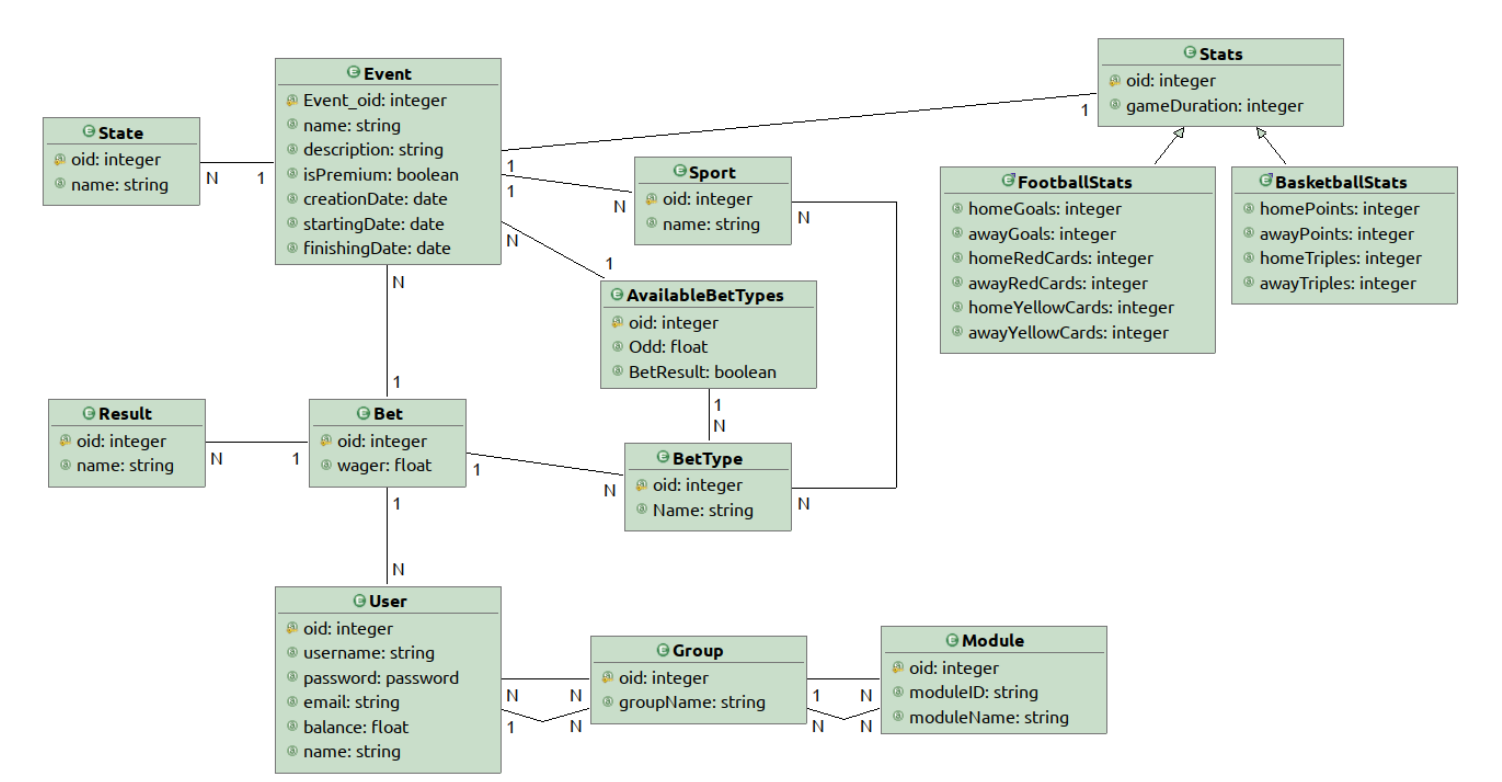 Stats
oid: integer
gameDuration: integer
1
Event
Event_oid: integer
name: string
description: string
isPremium: boolean
creationDate: date
startingDate: date
finishingDate: date
1
1
N
N
State
oid: integer
name: string
N
1
Sport
oid: integer
name: string
N
N
FootballStats
homeGoals: integer
awayGoals: integer
homeRedCards: integer
awayRedCards: integer
homeYellowCards: integer
awayYellowCards: integer
BasketballStats
homePoints: integer
awayPoints: integer
homeTriples: integer
awayTriples: integer
1
AvailableBetTypes
oid: integer
Odd: float
BetResult: boolean
1
N
1
Result
oid: integer
name: string
N
1
Bet
oid: integer
wager: float
1
1
N
BetType
oid: integer
Name: string
N
N
User
oid: integer
username: string
password: password
email: string
balance: float
name: string
N
N
1
N
Group
oid: integer
groupName: string
1
N
N
N
Module
oid: integer
moduleID: string
moduleName: string